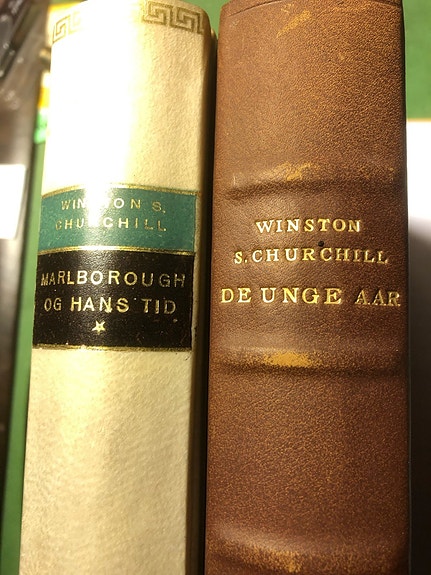 WINSTON S.
CHURCHILL
MARLBOROUGH
OG HANS TID
WINSTON
S. CHURCHILL
DE UNGE AAR